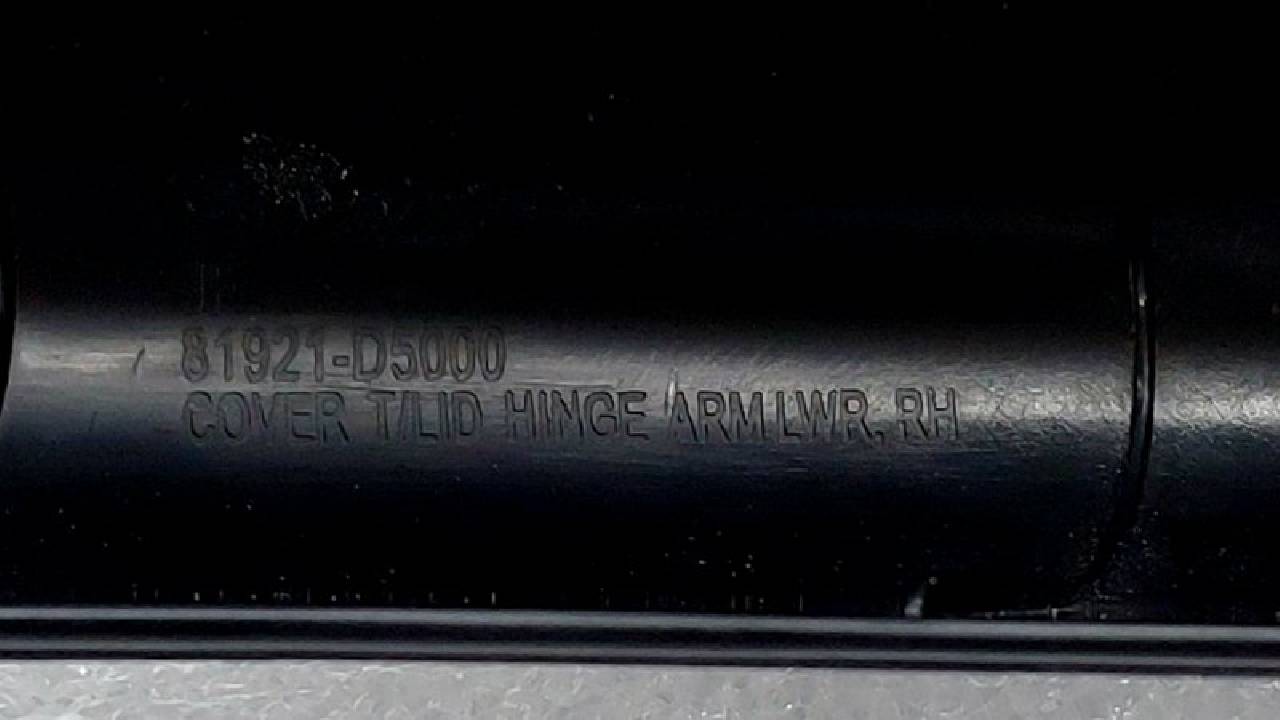 81921-D5000
COVER T/LID HINGE ARM LWR, RH